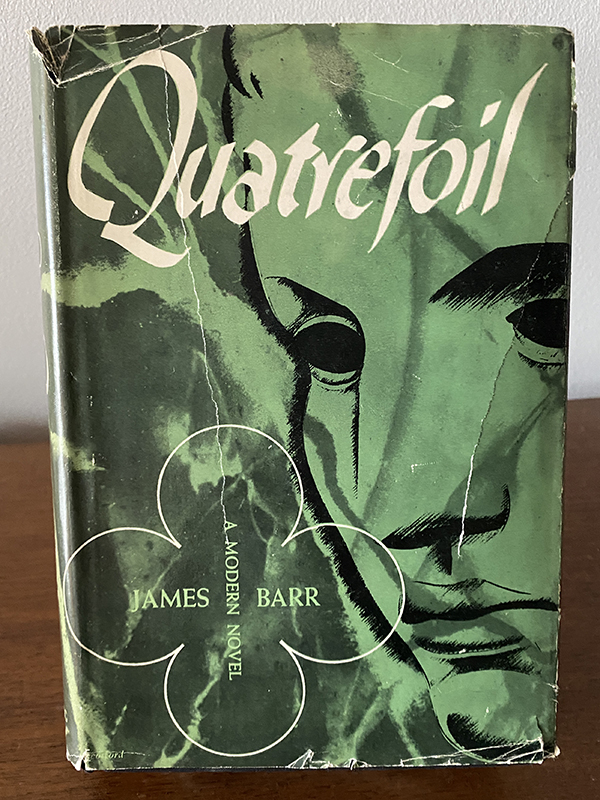 Quatrefoil
A MODERN NOVEL
JAMES BARR